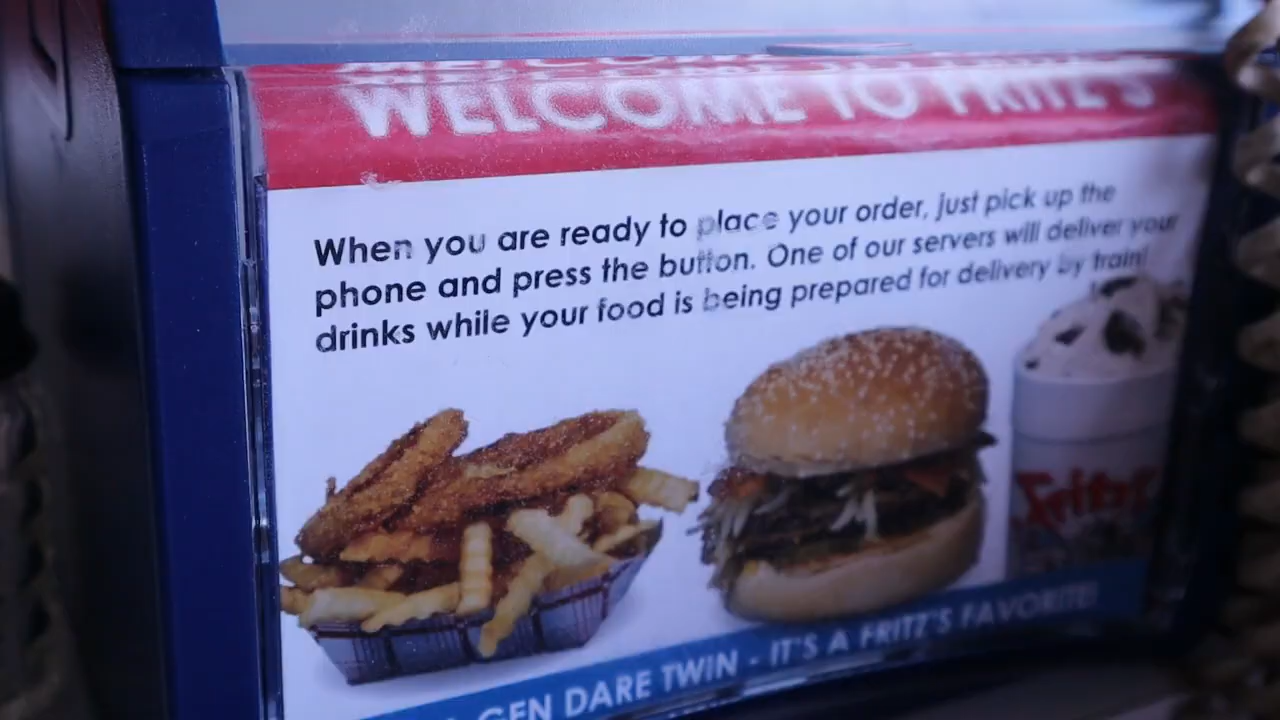 WELCOME TO FRITZ'S
When you are ready to place your order, just pick up the
phone and press the button. One of our servers will deliver your
drinks while your food is being prepared for delivery by train!
Fritz's
GEN DARE TWIN - IT'S A FRITZ'S FAVORITE!